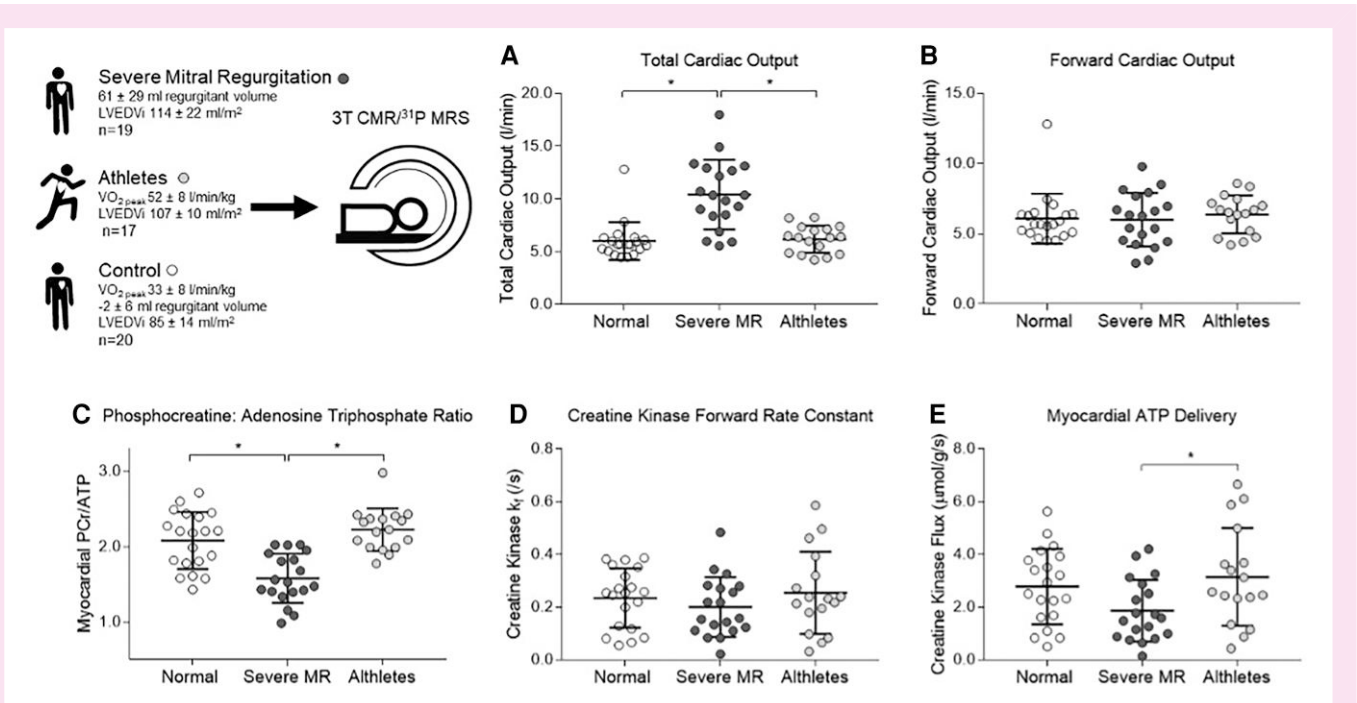 Severe Mitral Regurgitation
61 ± 29 ml regurgitant volume
LVEDVi 114 ± 22 ml/m²
n=19
Athletes
VO₂ peak 52 ± 8 l/min/kg
LVEDVi 107 ± 10 ml/m²
n=17
Control
VO₂ peak 33 ± 8 l/min/kg
-2 ± 6 ml regurgitant volume
LVEDVi 85 ± 14 ml/m²
n=20
3T CMR/³¹P MRS
A
Total Cardiac Output
*
*
Total Cardiac Output (l/min)
20.0
15.0
10.0
5.0
0.0
Normal
Severe MR
Althletes
B
Forward Cardiac Output
Forward Cardiac Output (l/min)
15.0
10.0
5.0
0.0
Normal
Severe MR
Althletes
C
Phosphocreatine: Adenosine Triphosphate Ratio
*
*
Myocardial PCr/ATP
3.0
2.0
1.0
Normal
Severe MR
Althletes
D
Creatine Kinase Forward Rate Constant
Creatine Kinase kf (/s)
0.8
0.6
0.4
0.2
0.0
Normal
Severe MR
Althletes
E
Myocardial ATP Delivery
*
Creatine Kinase Flux (μmol/g/s)
8.0
6.0
4.0
2.0
0.0
Normal
Severe MR
Althletes